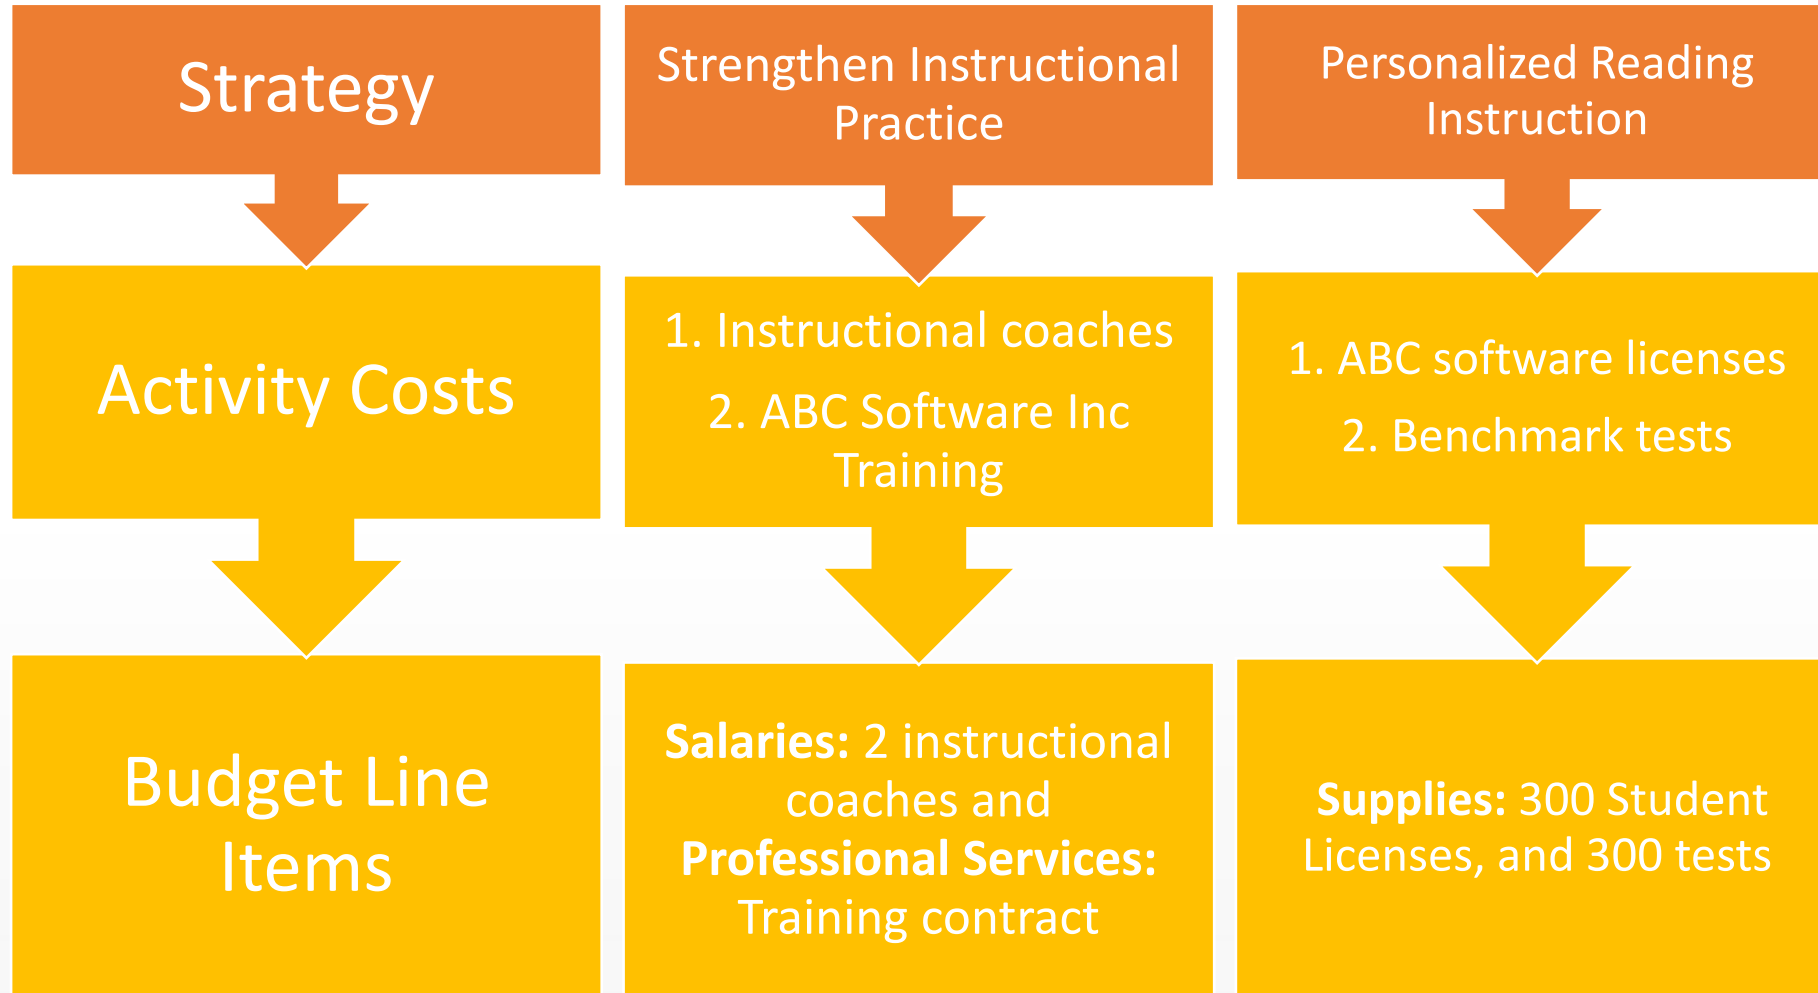 Strategy
Strengthen Instructional
Practice
Personalized Reading
Instruction
Activity Costs
1. Instructional coaches
2. ABC Software Inc
Training
1. ABC software licenses
2. Benchmark tests
Budget Line
Items
Salaries: 2 instructional
coaches and
Professional Services:
Training contract
Supplies: 300 Student
Licenses, and 300 tests